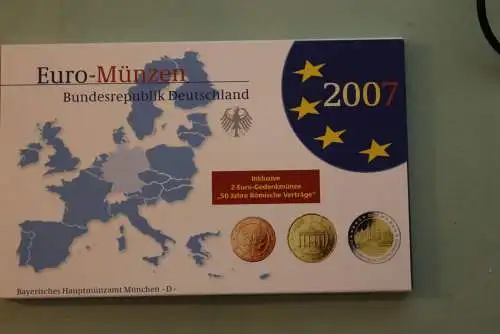 Euro-Münzen
Bundesrepublik Deutschland
2007
Inklusive
2-Euro-Gedenkmünze
„50 Jahre Römische Verträge“
Bayerisches Hauptmünzamt München -D-